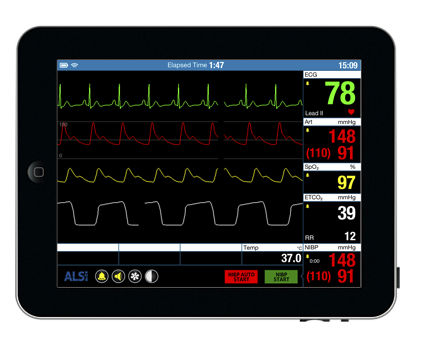 Elapsed Time 1:47
15:09
ECG
78
Lead II
Art mmHg
148
(110) 91
180
0
SpO₂ %
97
ETCO₂ mmHg
39
RR 12
Temp °C
37.0
NIBP mmHg
0:00
148
(110) 91
ALSi
NIBP AUTO
START
NIBP
START